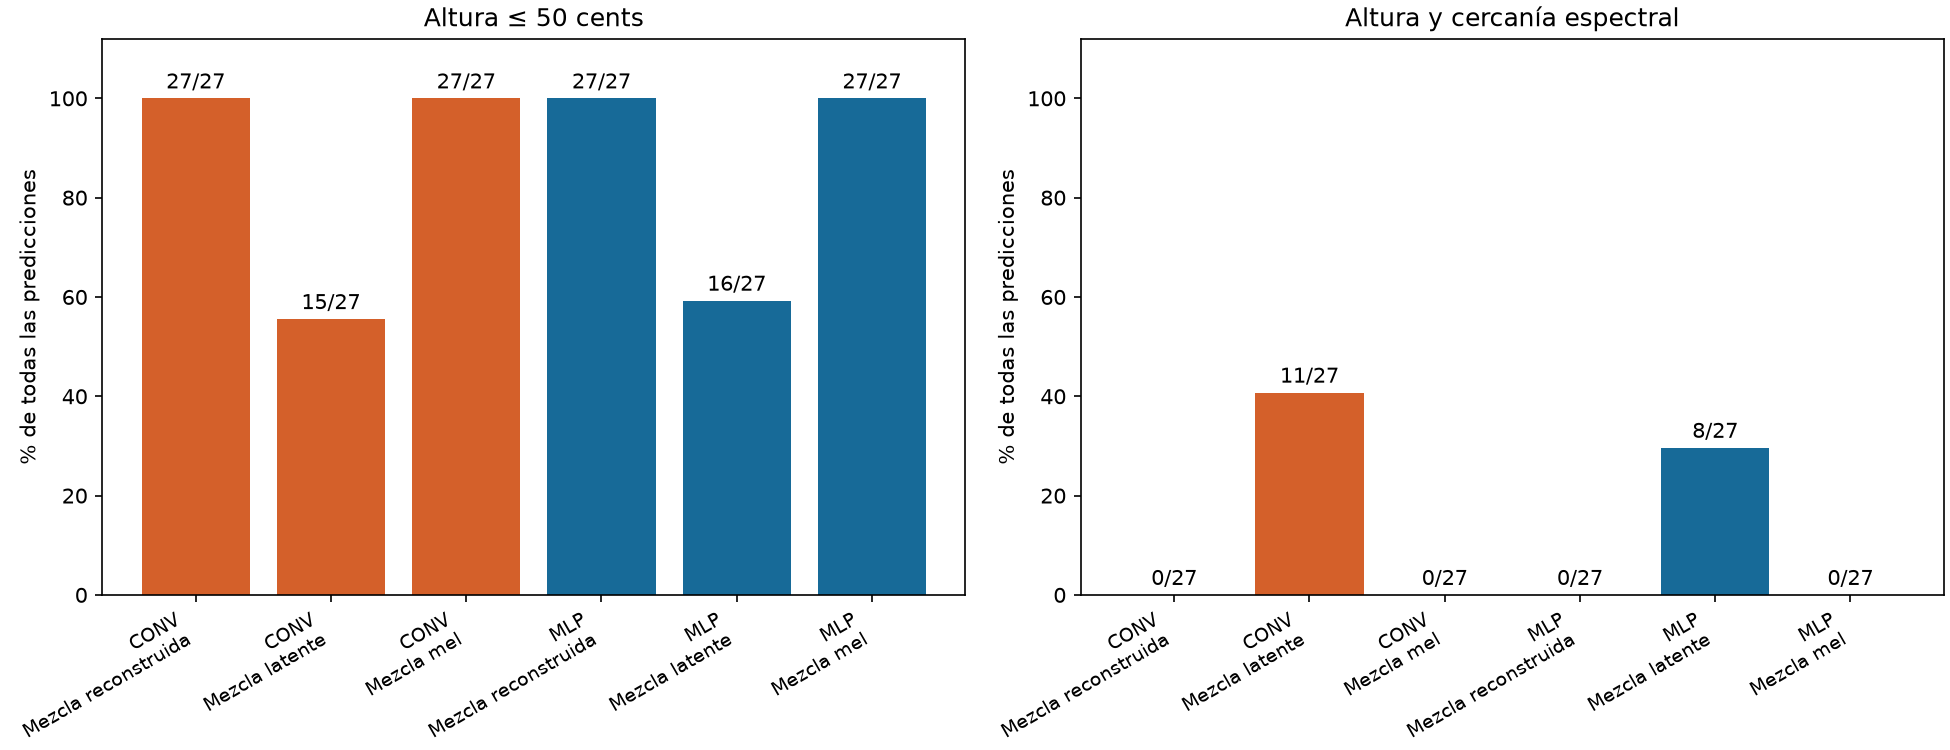 Altura ≤ 50 cents
% de todas las predicciones
100
80
60
40
20
0
27/27
15/27
27/27
27/27
16/27
27/27
CONV
Mezcla reconstruida
CONV
Mezcla latente
CONV
Mezcla mel
MLP
Mezcla reconstruida
MLP
Mezcla latente
MLP
Mezcla mel
Altura y cercanía espectral
% de todas las predicciones
100
80
60
40
20
0
0/27
11/27
0/27
0/27
8/27
0/27
CONV
Mezcla reconstruida
CONV
Mezcla latente
CONV
Mezcla mel
MLP
Mezcla reconstruida
MLP
Mezcla latente
MLP
Mezcla mel